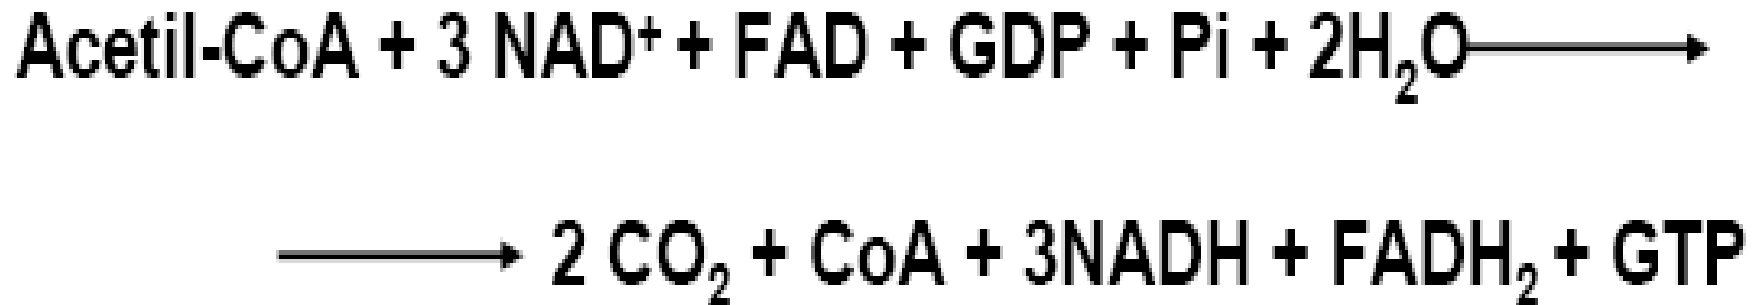 Acetil-CoA + 3 NAD⁺ + FAD + GDP + Pi + 2H₂O ⟶
⟶ 2 CO₂ + CoA + 3NADH + FADH₂ + GTP